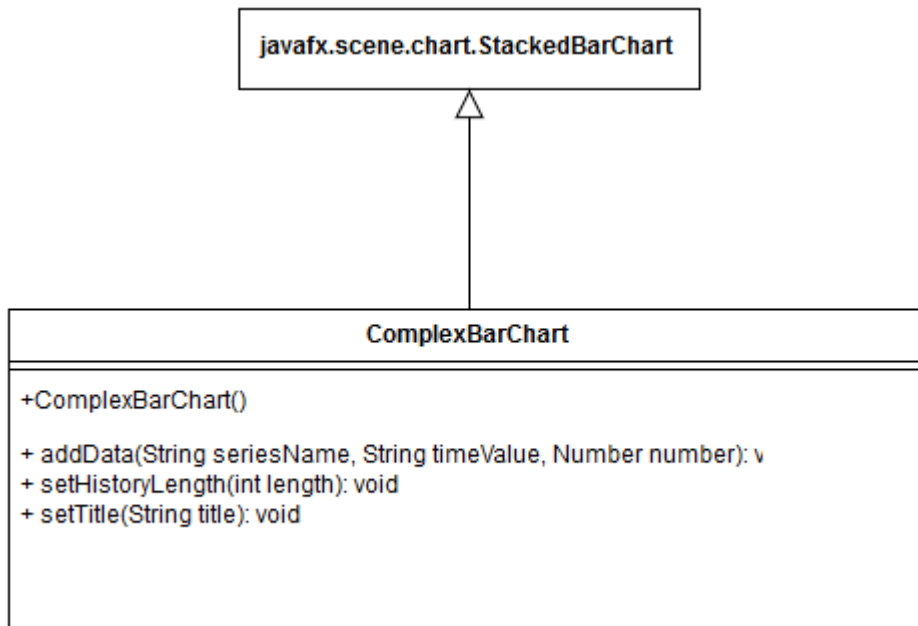 javafx.scene.chart.StackedBarChart
ComplexBarChart
+ComplexBarChart()
+ addData(String seriesName, String timeValue, Number number): v
+ setHistoryLength(int length): void
+ setTitle(String title): void